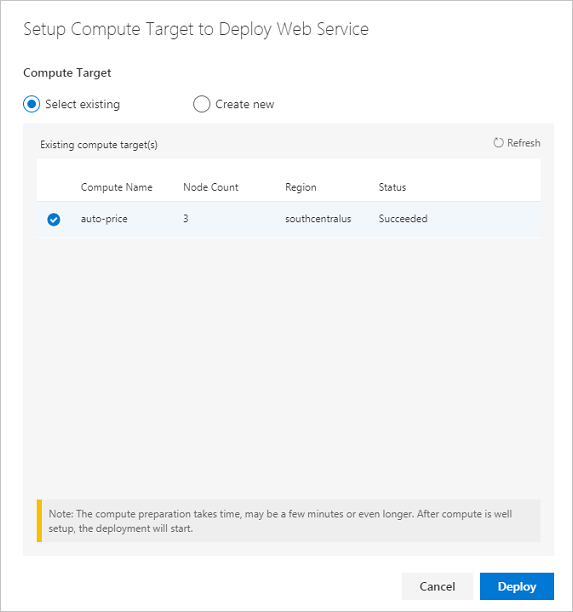 Setup Compute Target to Deploy Web Service
Compute Target
Select existing Create new
Existing compute target(s) Refresh
Compute Name Node Count Region Status
auto-price 3 southcentralus Succeeded
Note: The compute preparation takes time, may be a few minutes or even longer. After compute is well
setup, the deployment will start.
Cancel Deploy